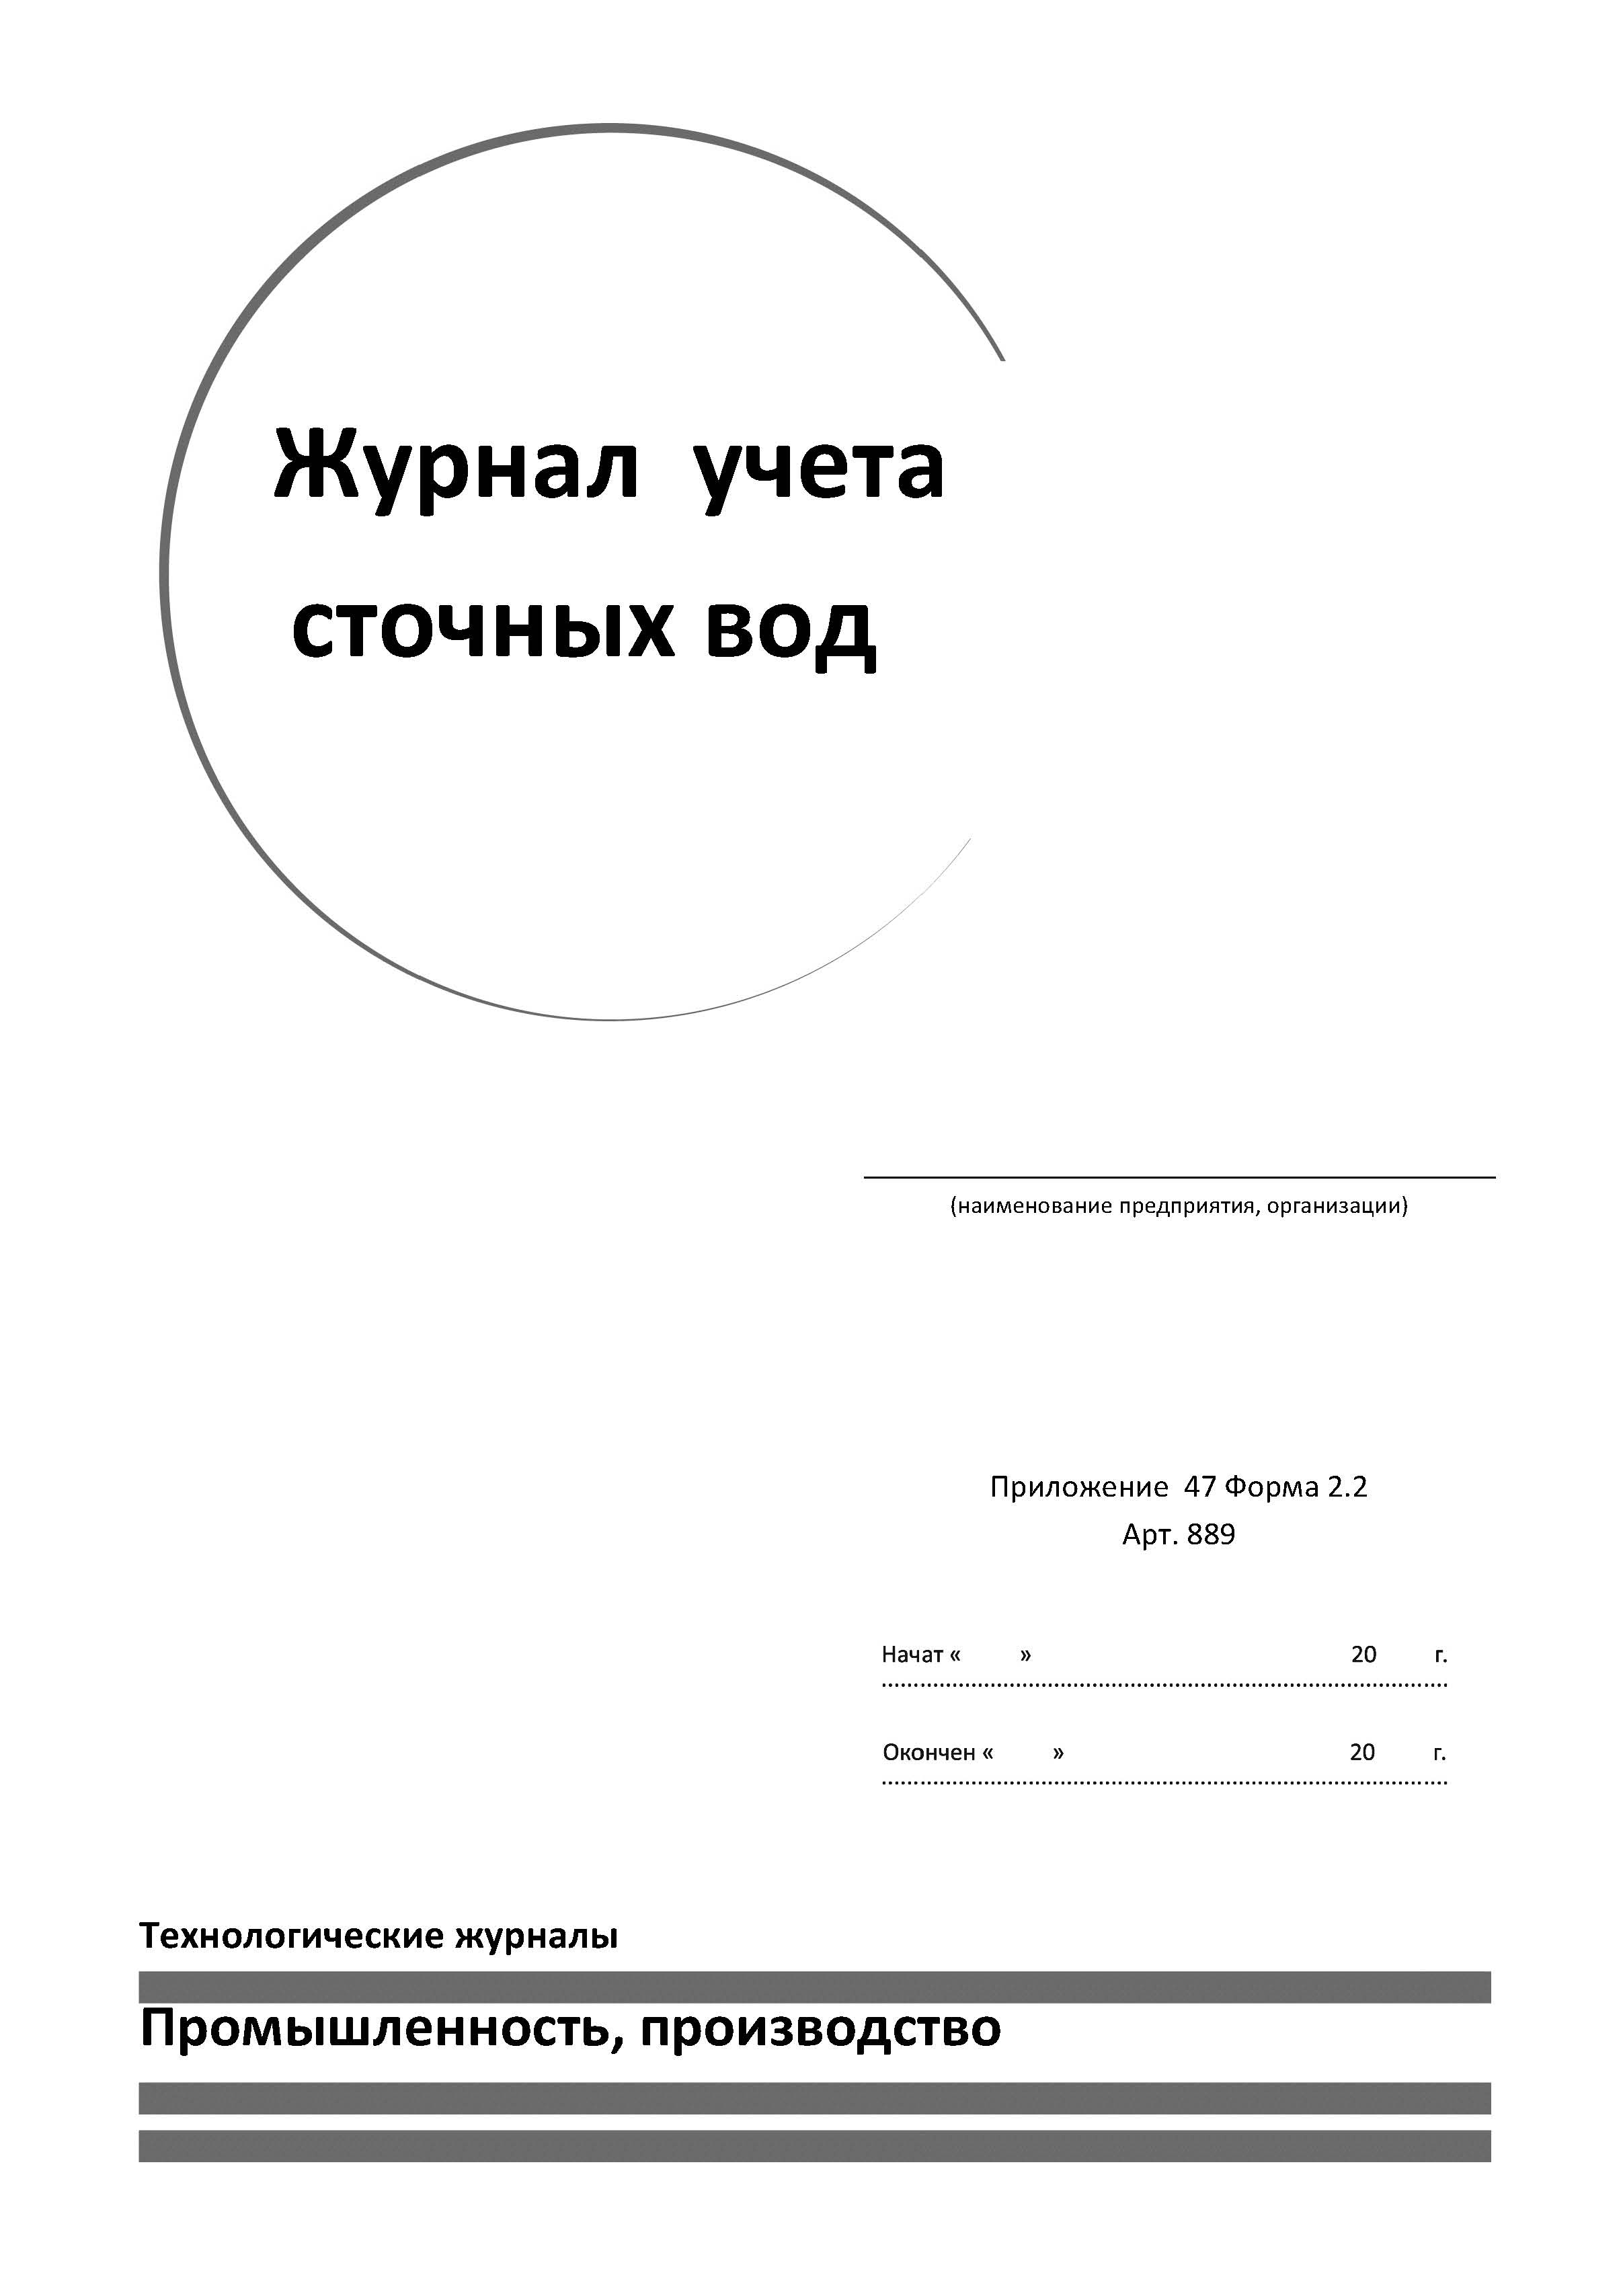 Журнал учета
сточных вод
(наименование предприятия, организации)
Приложение 47 Форма 2.2
Арт. 889
Начат « » 20 г.
Окончен « » 20 г.
Технологические журналы
Промышленность, производство